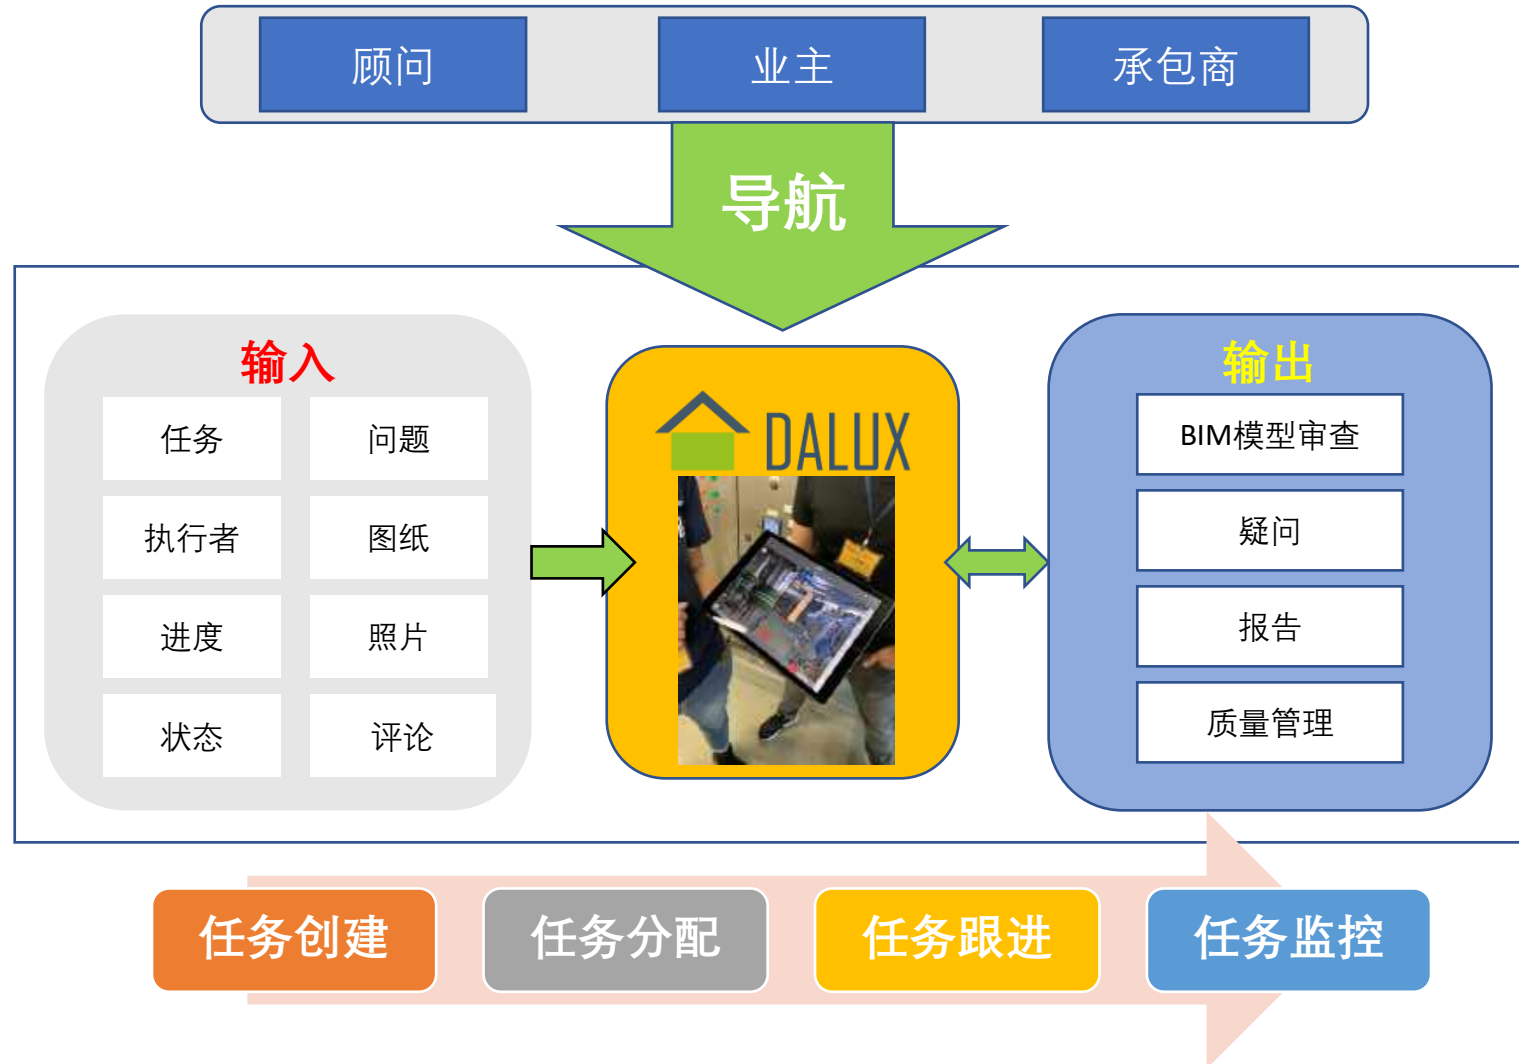 顾问
业主
承包商
导航
输入
任务
问题
执行者
图纸
进度
照片
状态
评论
DALUX
输出
BIM模型审查
疑问
报告
质量管理
任务创建
任务分配
任务跟进
任务监控